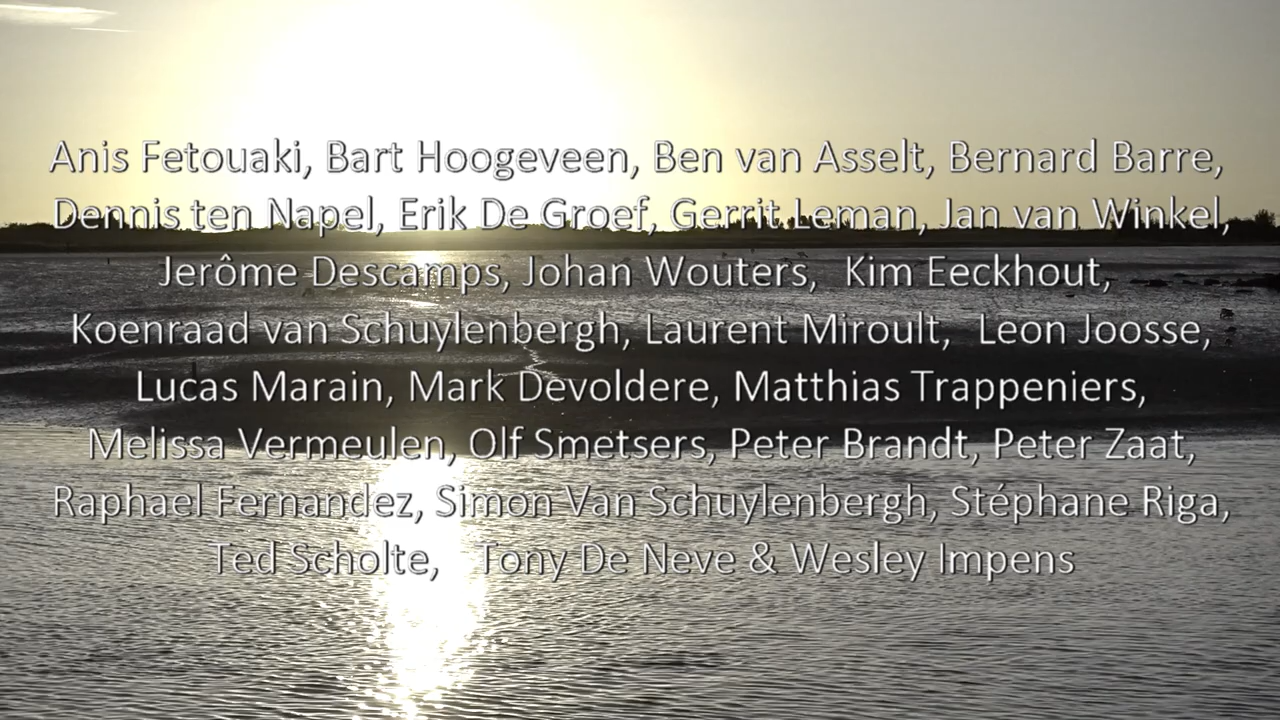 Anis Fetouaki, Bart Hoogeveen, Ben van Asselt, Bernard Barre,
Dennis ten Napel, Erik De Groef, Gerrit Leman, Jan van Winkel,
Jerôme Descamps, Johan Wouters, Kim Eeckhout,
Koenraad van Schuylenbergh, Laurent Miroult, Leon Joosse,
Lucas Marain, Mark Devoldere, Matthias Trappeniers,
Melissa Vermeulen, Olf Smetsers, Peter Brandt, Peter Zaat,
Raphael Fernandez, Simon Van Schuylenbergh, Stéphane Riga,
Ted Scholte, Tony De Neve & Wesley Impens